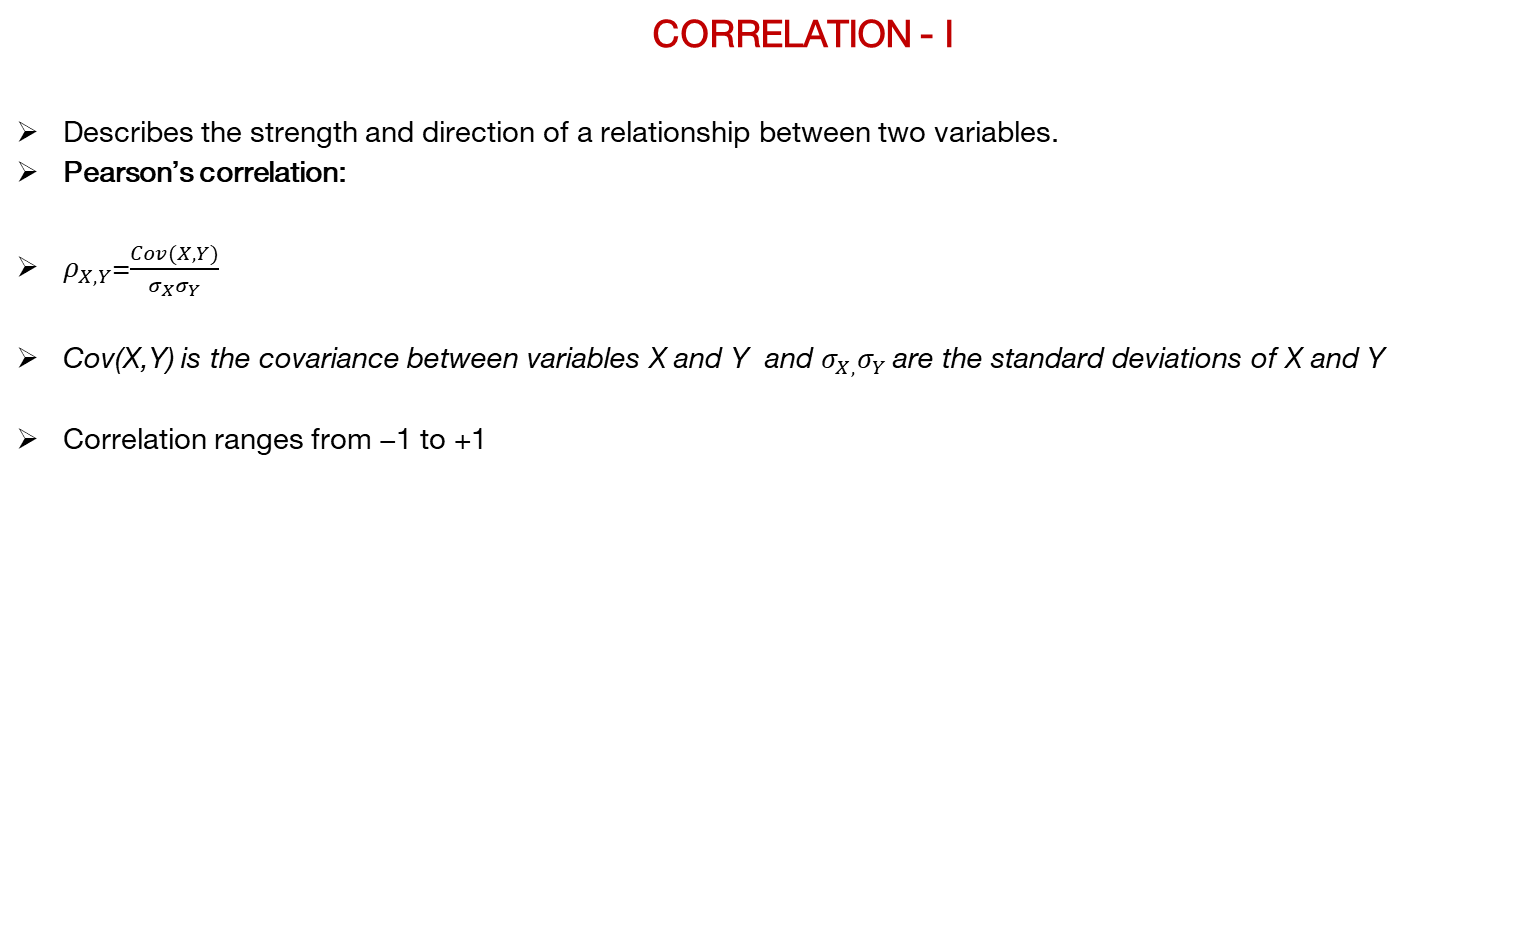 CORRELATION - I
➢ Describes the strength and direction of a relationship between two variables.
➢ Pearson’s correlation:
➢ 𝜌𝑋,𝑌=𝐶𝑜𝑣(𝑋,𝑌)/𝜎𝑋𝜎𝑌
➢ Cov(X,Y) is the covariance between variables X and Y and 𝜎𝑋,𝜎𝑌 are the standard deviations of X and Y
➢ Correlation ranges from –1 to +1